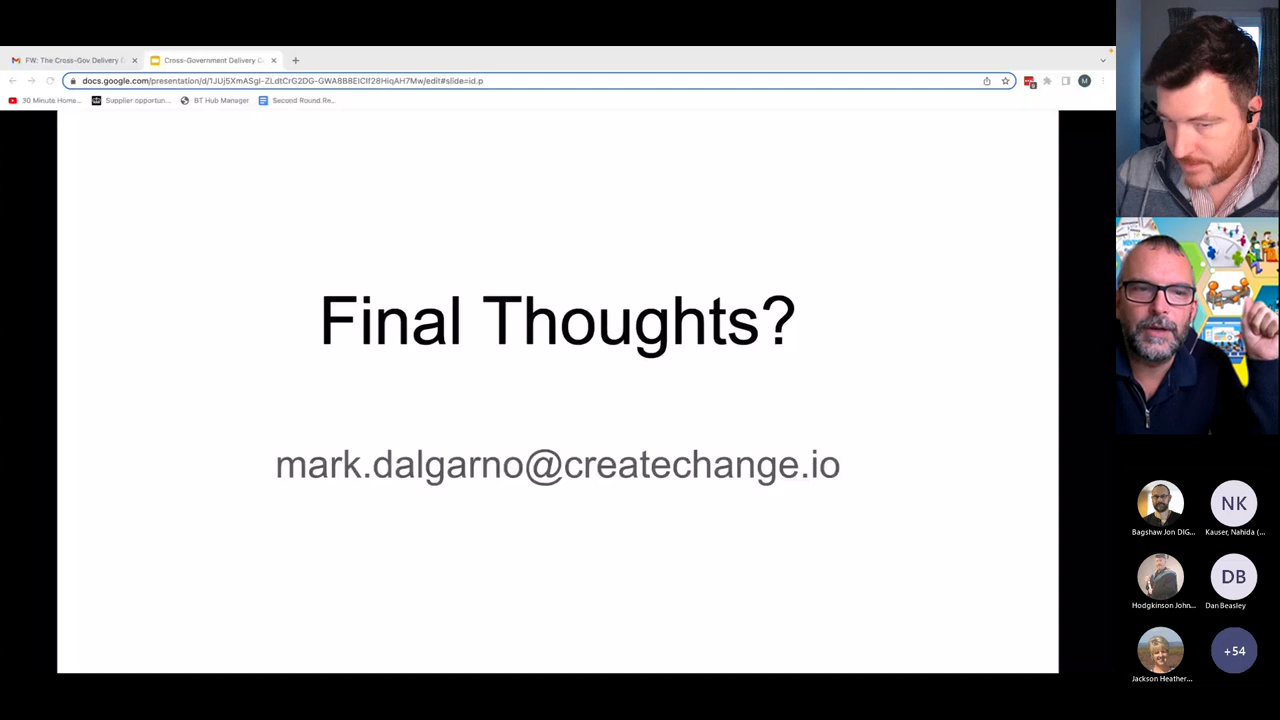 FW: The Cross-Gov Delivery C
Cross-Government Delivery C
docs.google.com/presentation/d/1JUj5XmASgI-ZLdtCrG2DG-GWA8B8EICIf28HiqAH7Mw/edit#slide=id.p
30 Minute Home...
Supplier opportun...
BT Hub Manager
Second Round Re...
M
Final Thoughts?
mark.dalgarno@createchange.io
NK
Bagshaw Jon DIG...
Kauser, Nahida (...
DB
Hodgkinson John...
Dan Beasley
+54
Jackson Heather...